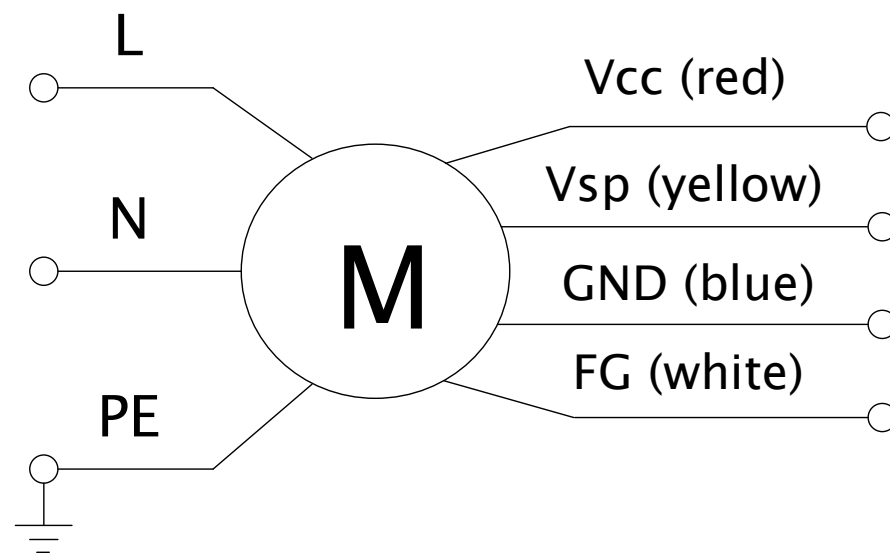 L
N
PE
M
Vcc (red)
Vsp (yellow)
GND (blue)
FG (white)